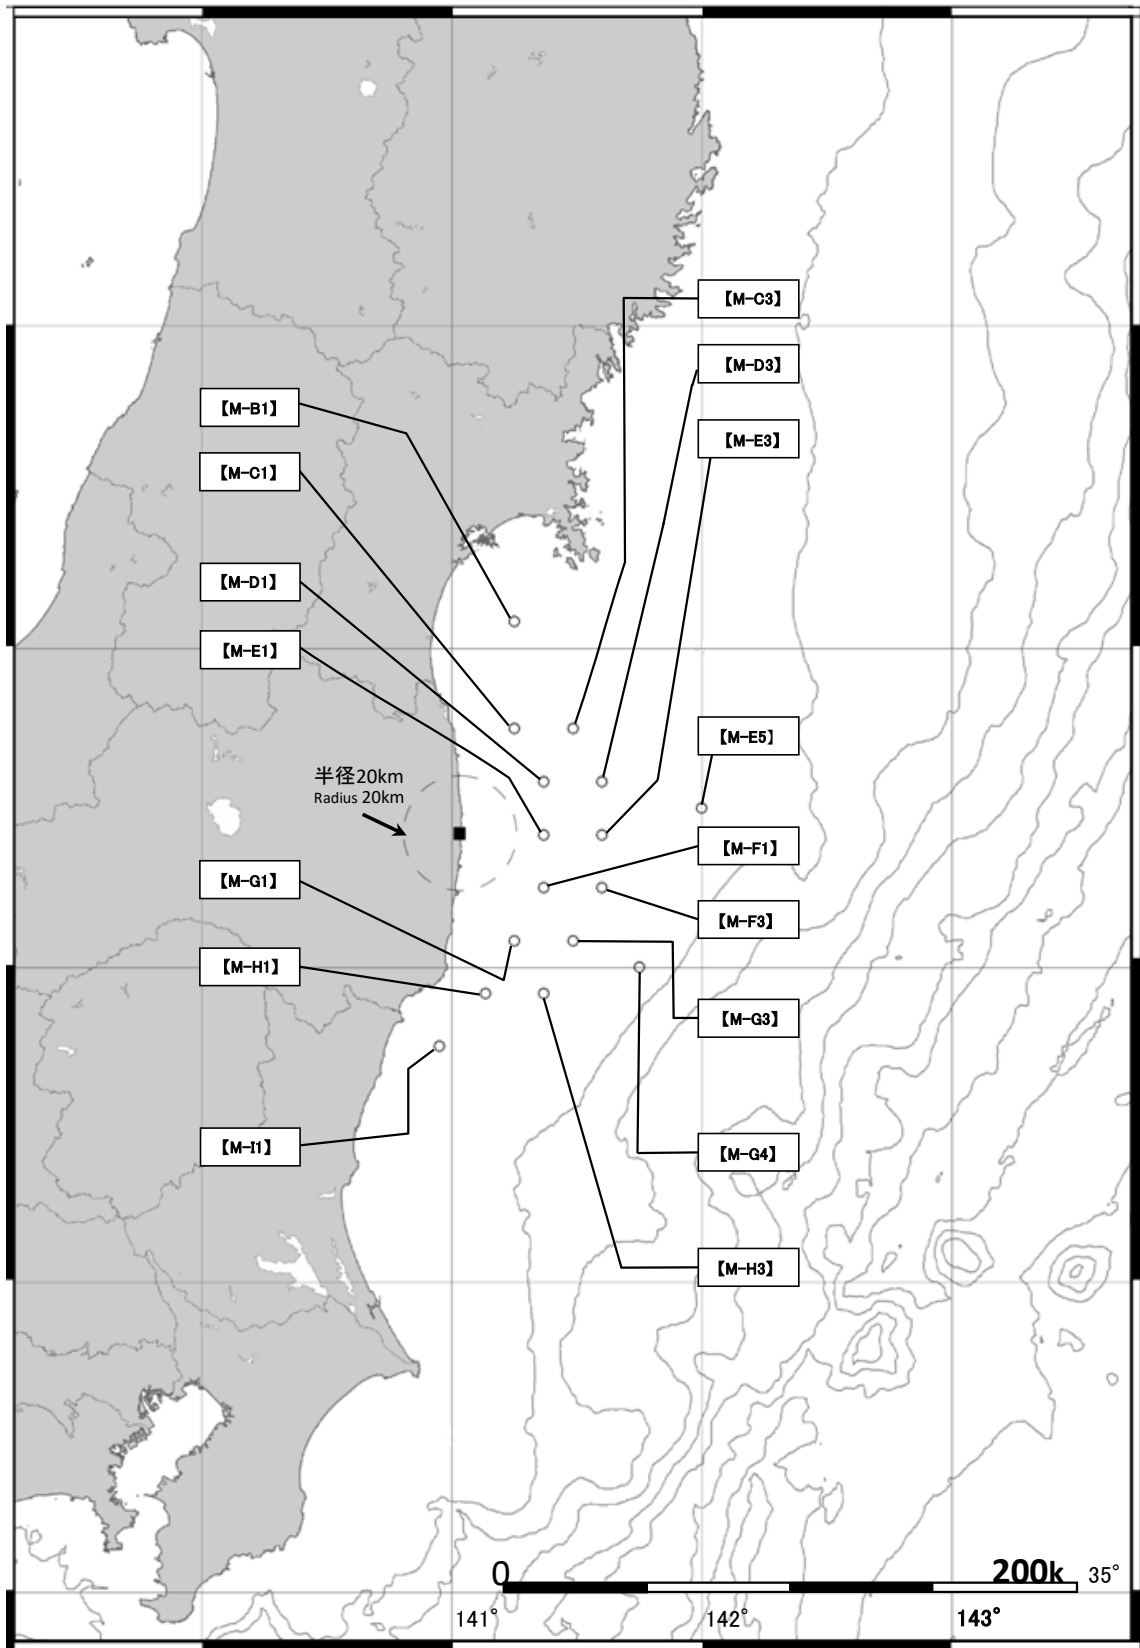 【M-C3】
【M-D3】
【M-B1】
【M-E3】
【M-C1】
【M-D1】
【M-E1】
【M-E5】
半径20km
Radius 20km
【M-F1】
【M-G1】
【M-F3】
【M-H1】
【M-G3】
【M-I1】
【M-G4】
【M-H3】
0
200k
35°
141°
142°
143°